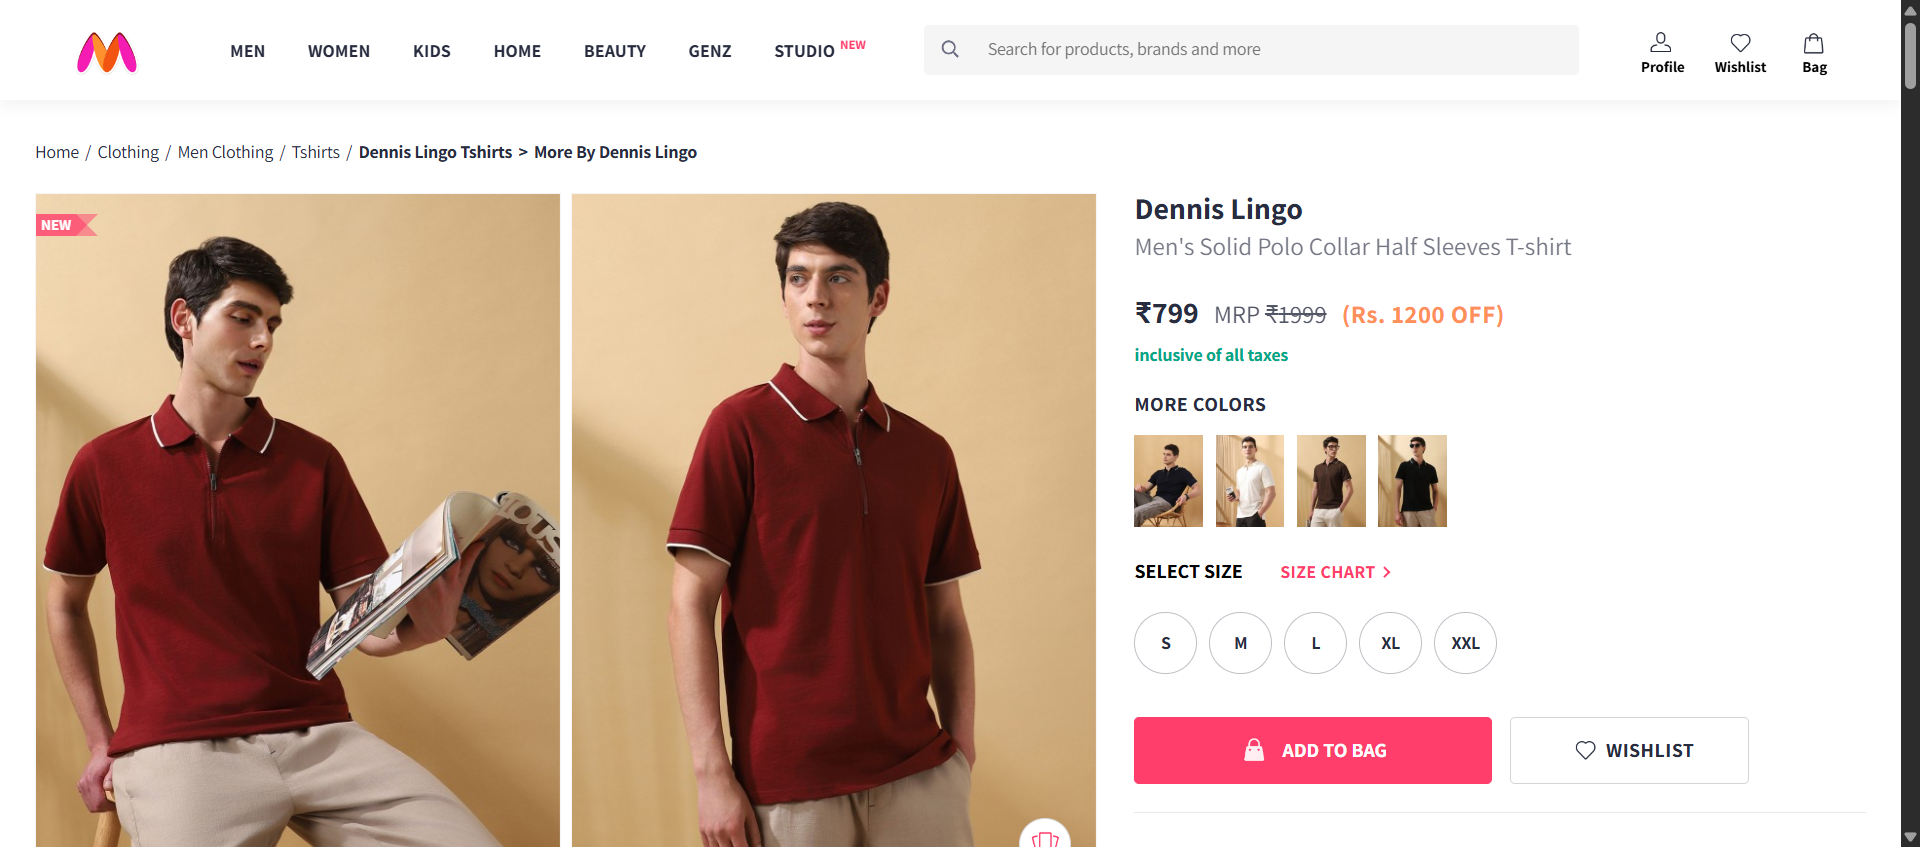 MEN WOMEN KIDS HOME BEAUTY GENZ STUDIO NEW
Search for products, brands and more
Profile Wishlist Bag
Home / Clothing / Men Clothing / Tshirts / Dennis Lingo Tshirts > More By Dennis Lingo
NEW
Dennis Lingo
Men's Solid Polo Collar Half Sleeves T-shirt
₹799 MRP ₹1999 (Rs. 1200 OFF)
inclusive of all taxes
MORE COLORS
SELECT SIZE SIZE CHART >
S M L XL XXL
ADD TO BAG WISHLIST